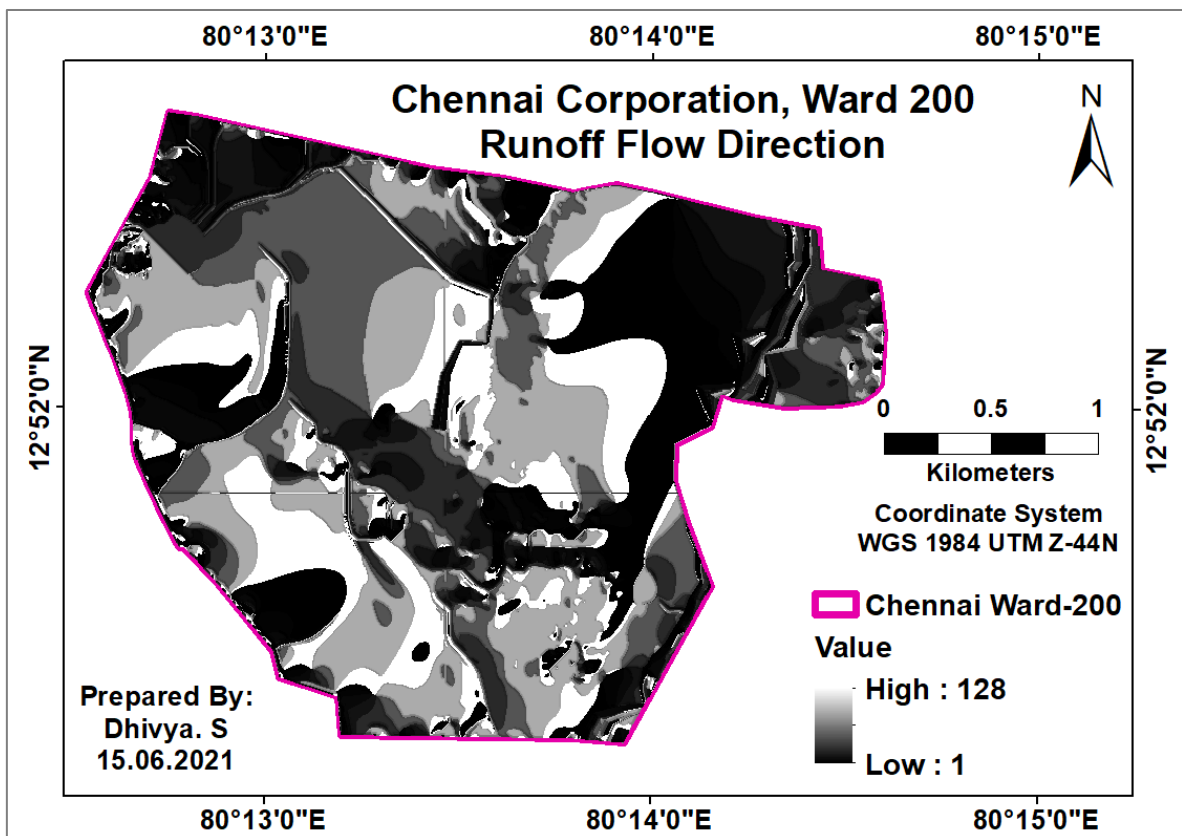 80°13'0"E 80°14'0"E 80°15'0"E
Chennai Corporation, Ward 200
Runoff Flow Direction
N
12°52'0"N
12°52'0"N
0 0.5 1
Kilometers
Coordinate System
WGS 1984 UTM Z-44N
Chennai Ward-200
Value
High : 128
Low : 1
Prepared By:
Dhivya. S
15.06.2021
80°13'0"E 80°14'0"E 80°15'0"E